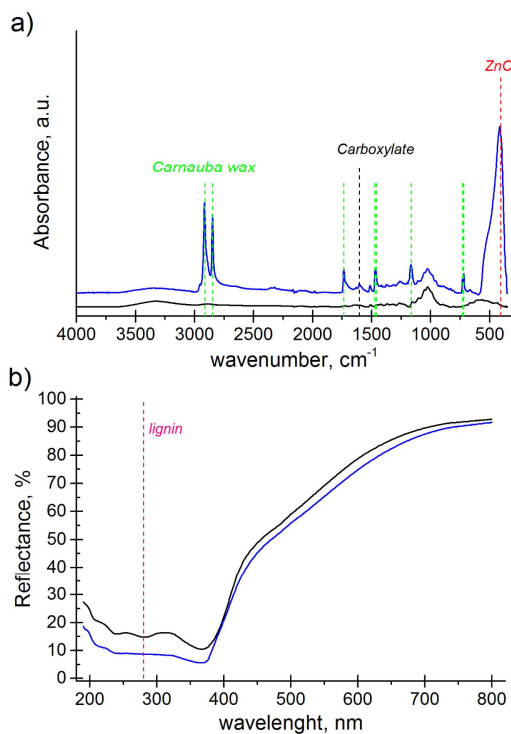 a)
ZnO
Carboxylate
Carnauba wax
Absorbance, a.u.
4000 3500 3000 2500 2000 1500 1000 500
wavenumber, cm⁻¹
b)
100
lignin
90
80
70
60
50
40
30
20
10
0
Reflectance, %
200 300 400 500 600 700 800
wavelenght, nm